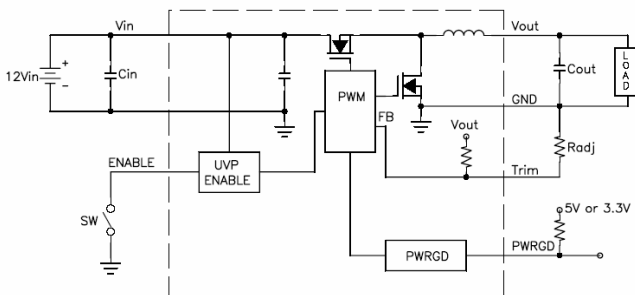 Vin
Vout
12Vin
+
-
Cin
Cout
LOAD
PWM
GND
FB
Vout
Radj
ENABLE
UVP
ENABLE
Trim
SW
5V or 3.3V
PWRGD
PWRGD